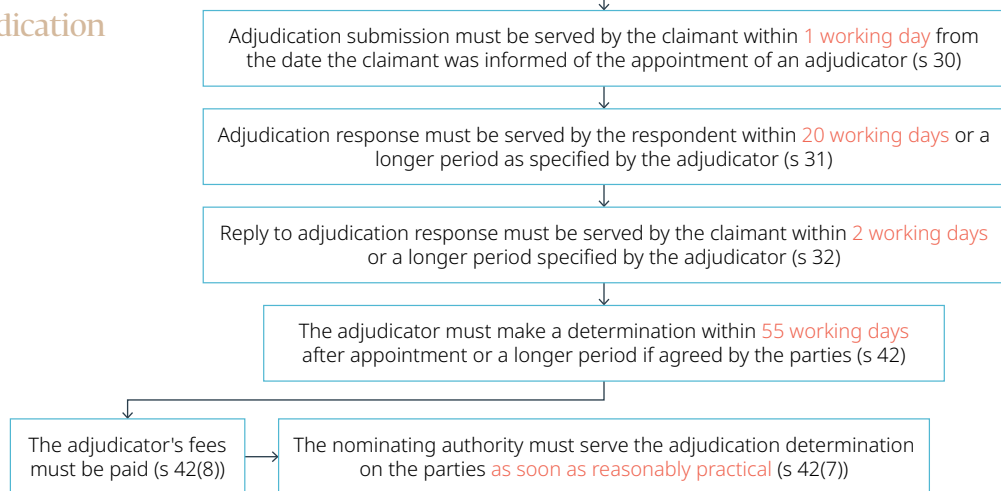 dication
Adjudication submission must be served by the claimant within 1 working day from
the date the claimant was informed of the appointment of an adjudicator (s 30)
Adjudication response must be served by the respondent within 20 working days or a
longer period as specified by the adjudicator (s 31)
Reply to adjudication response must be served by the claimant within 2 working days
or a longer period specified by the adjudicator (s 32)
The adjudicator must make a determination within 55 working days
after appointment or a longer period if agreed by the parties (s 42)
The adjudicator's fees
must be paid (s 42(8))
The nominating authority must serve the adjudication determination
on the parties as soon as reasonably practical (s 42(7))